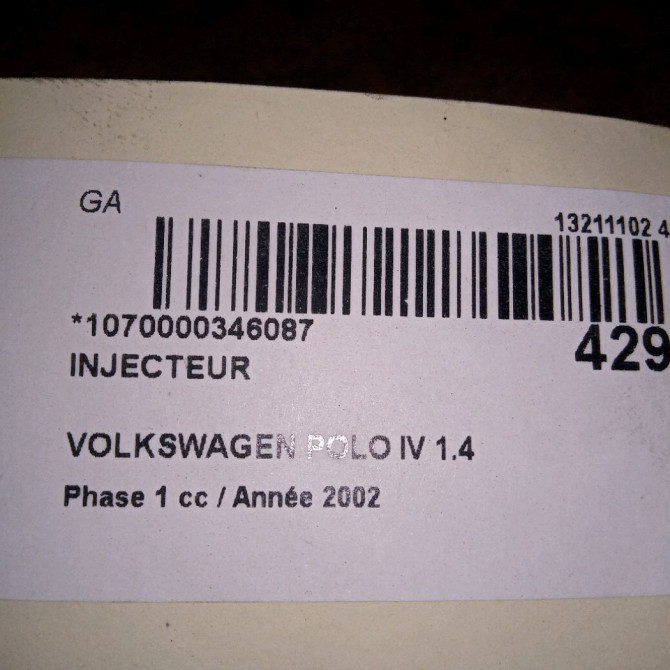 GA
13211102 4
*1070000346087
429
INJECTEUR
VOLKSWAGEN POLO IV 1.4
Phase 1 cc / Année 2002